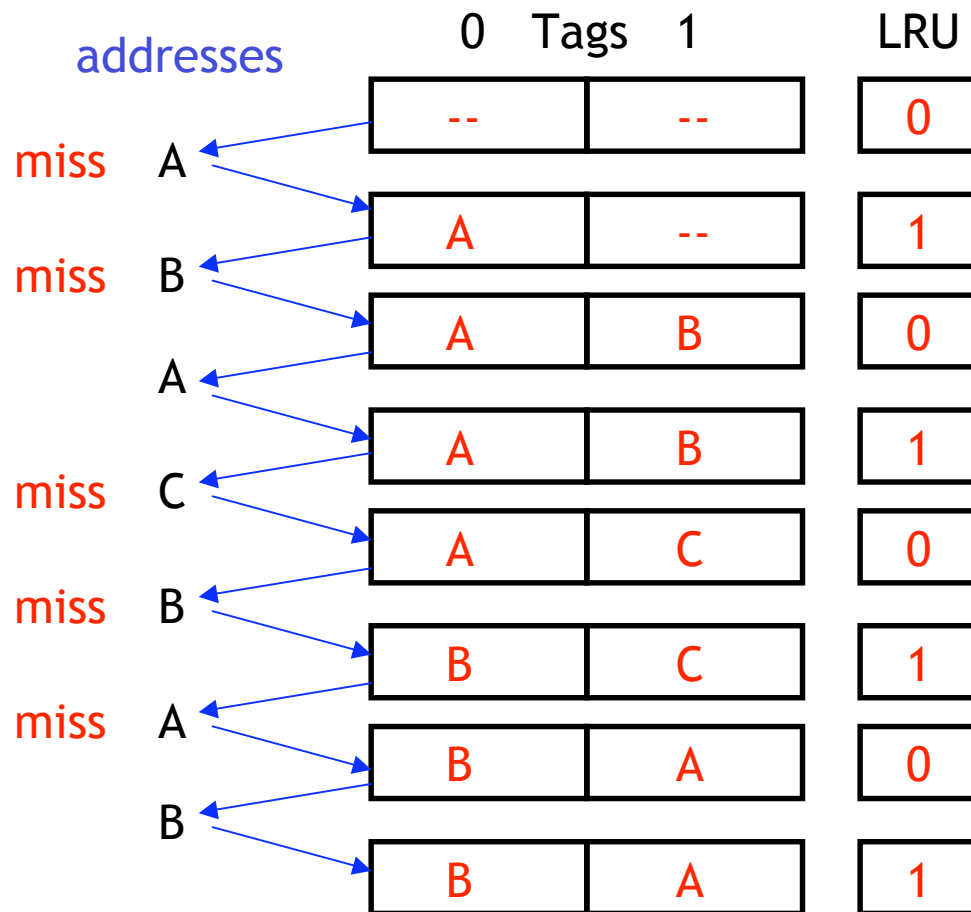 0 Tags 1 LRU
addresses
-- -- 0
miss A
A -- 1
miss B
A B 0
A
A B 1
miss C
A C 0
miss B
B C 1
miss A
B A 0
B
B A 1